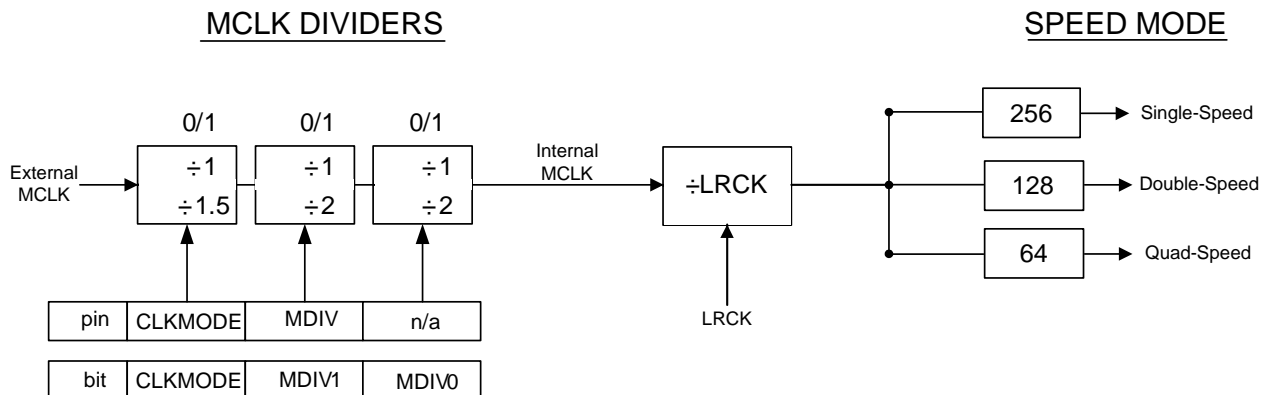 MCLK DIVIDERS SPEED MODE
0/1 0/1 0/1
256 Single-Speed
External MCLK
÷1 ÷1 ÷1
÷1.5 ÷2 ÷2
Internal MCLK
÷LRCK
128 Double-Speed
64 Quad-Speed
LRCK
pin CLKMODE MDIV n/a
bit CLKMODE MDIV1 MDIV0